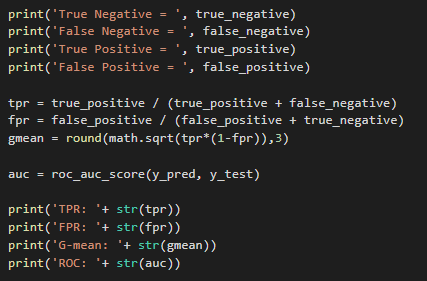 print('True Negative = ', true_negative)
print('False Negative = ', false_negative)
print('True Positive = ', true_positive)
print('False Positive = ', false_positive)
tpr = true_positive / (true_positive + false_negative)
fpr = false_positive / (false_positive + true_negative)
gmean = round(math.sqrt(tpr*(1-fpr)),3)
auc = roc_auc_score(y_pred, y_test)
print('TPR: '+ str(tpr))
print('FPR: '+ str(fpr))
print('G-mean: '+ str(gmean))
print('ROC: '+ str(auc))